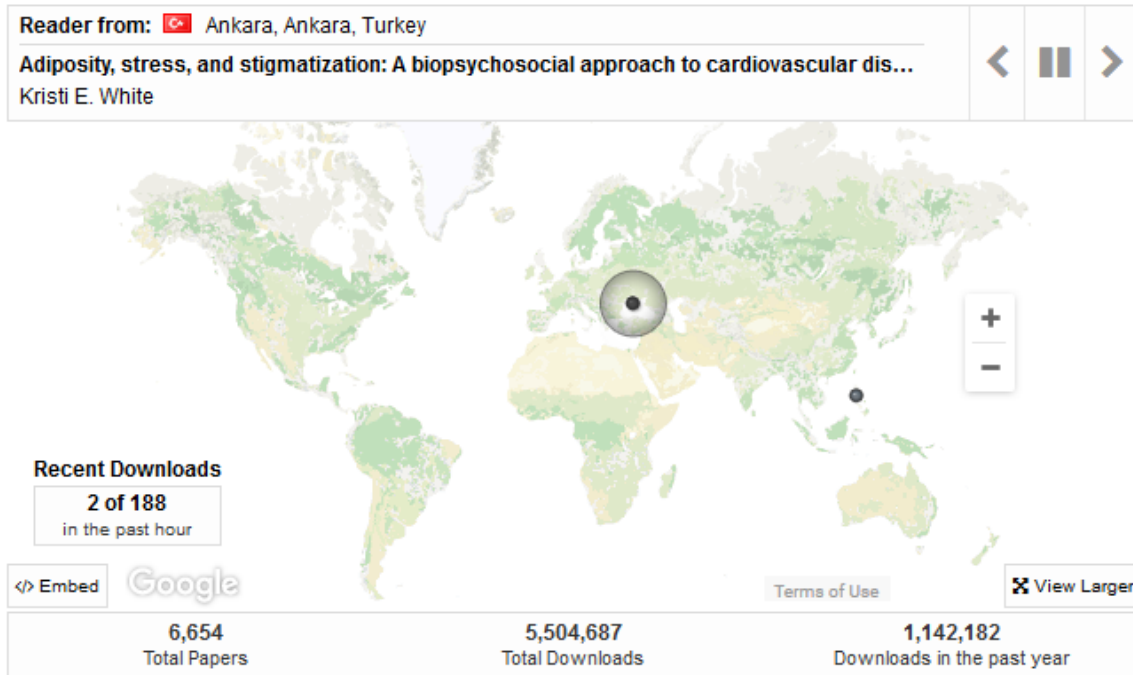 Reader from: Ankara, Ankara, Turkey
Adiposity, stress, and stigmatization: A biopsychosocial approach to cardiovascular dis...
Kristi E. White
+
−
Recent Downloads
2 of 188
in the past hour
</> Embed
Google
Terms of Use
View Larger
6,654
Total Papers
5,504,687
Total Downloads
1,142,182
Downloads in the past year